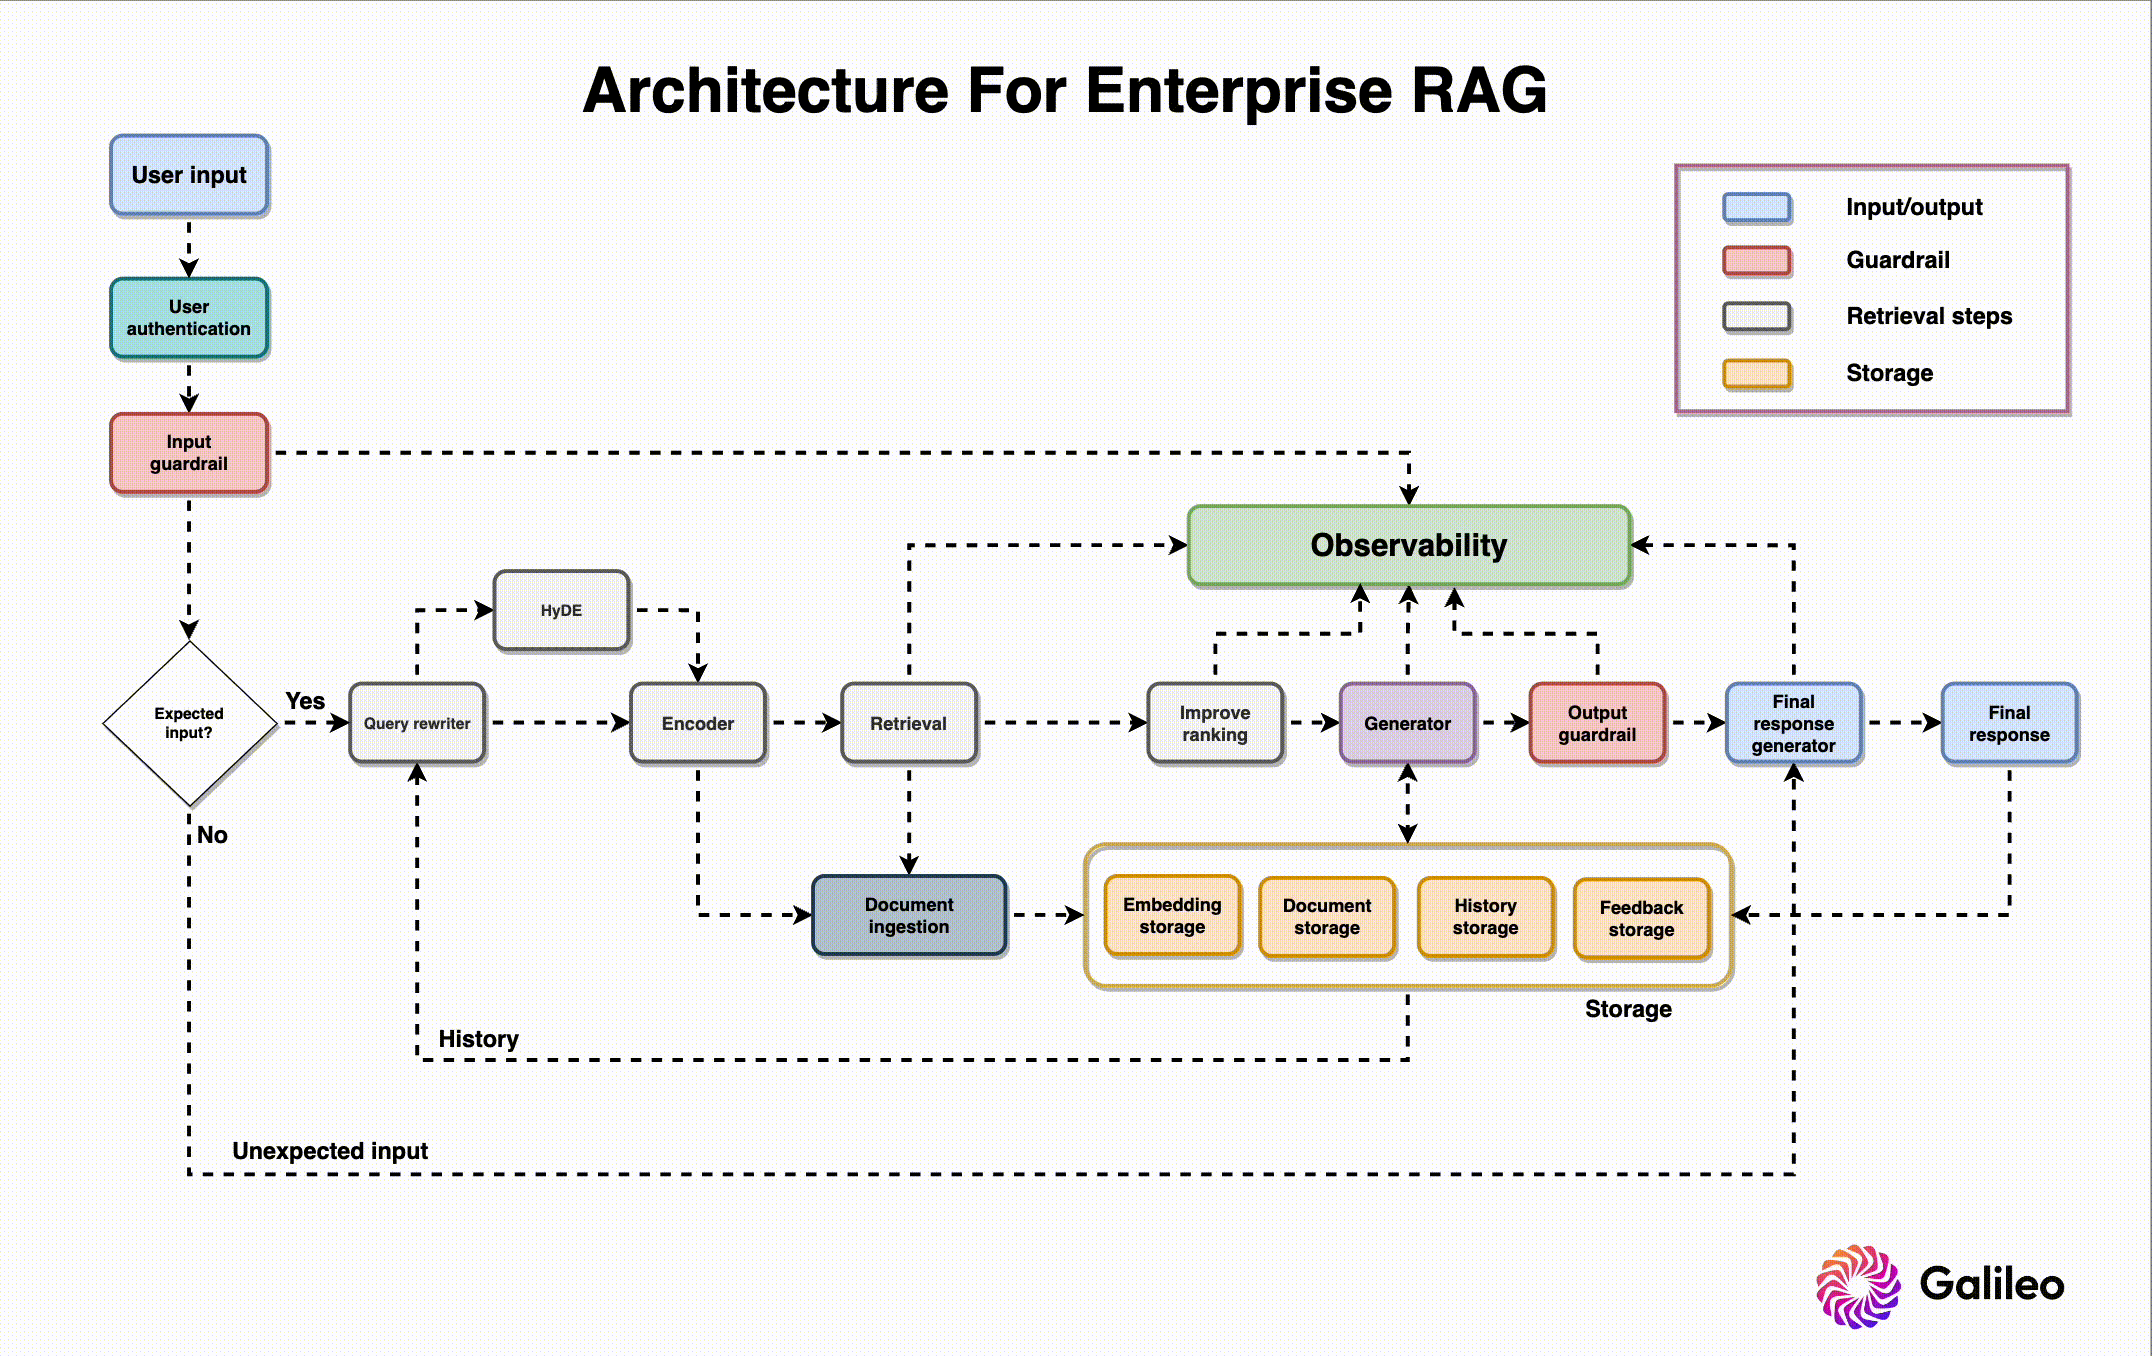 Architecture For Enterprise RAG
User input
Input/output
Guardrail
Retrieval steps
Storage
User
authentication
Input
guardrail
Observability
HyDE
Expected
input?
Yes
No
Query rewriter
Encoder
Retrieval
Improve
ranking
Generator
Output
guardrail
Final
response
generator
Final
response
Document
ingestion
Embedding
storage
Document
storage
History
storage
Feedback
storage
Storage
History
Unexpected input
Galileo